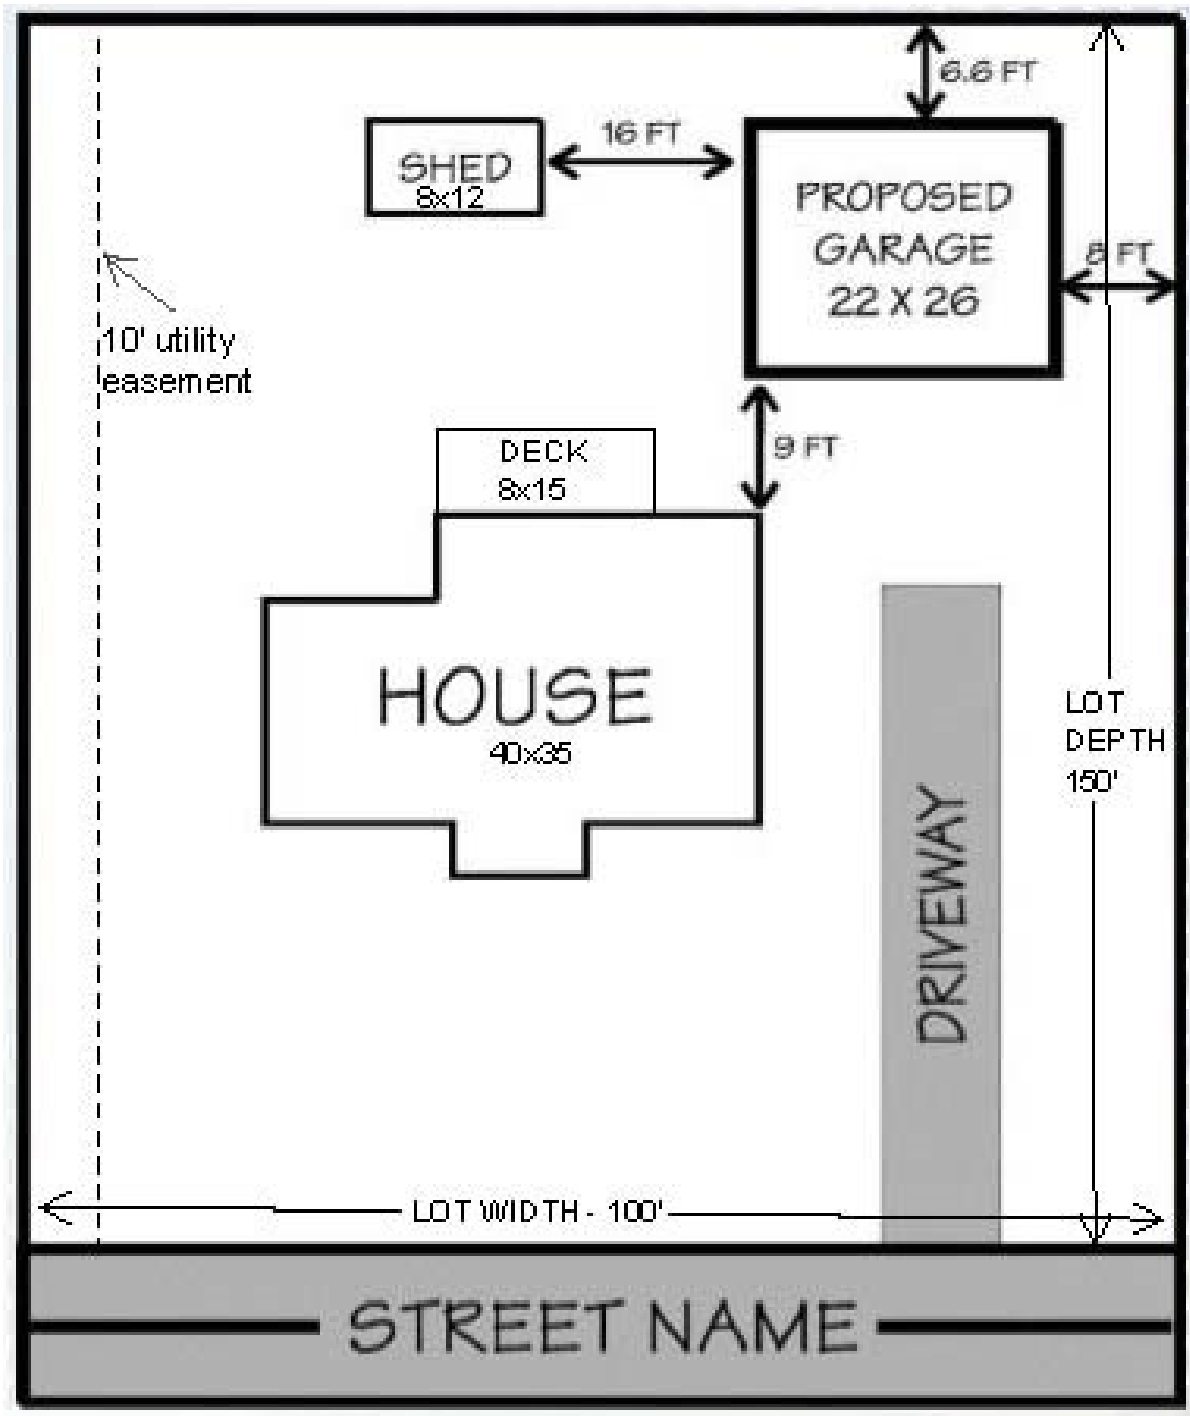 6.6 FT
16 FT
SHED
8x12
PROPOSED
GARAGE
22 X 26
8 FT
10' utility
easement
9 FT
DECK
8x15
HOUSE
40x35
LOT
DEPTH
150'
DRIVEWAY
LOT WIDTH - 100'
STREET NAME